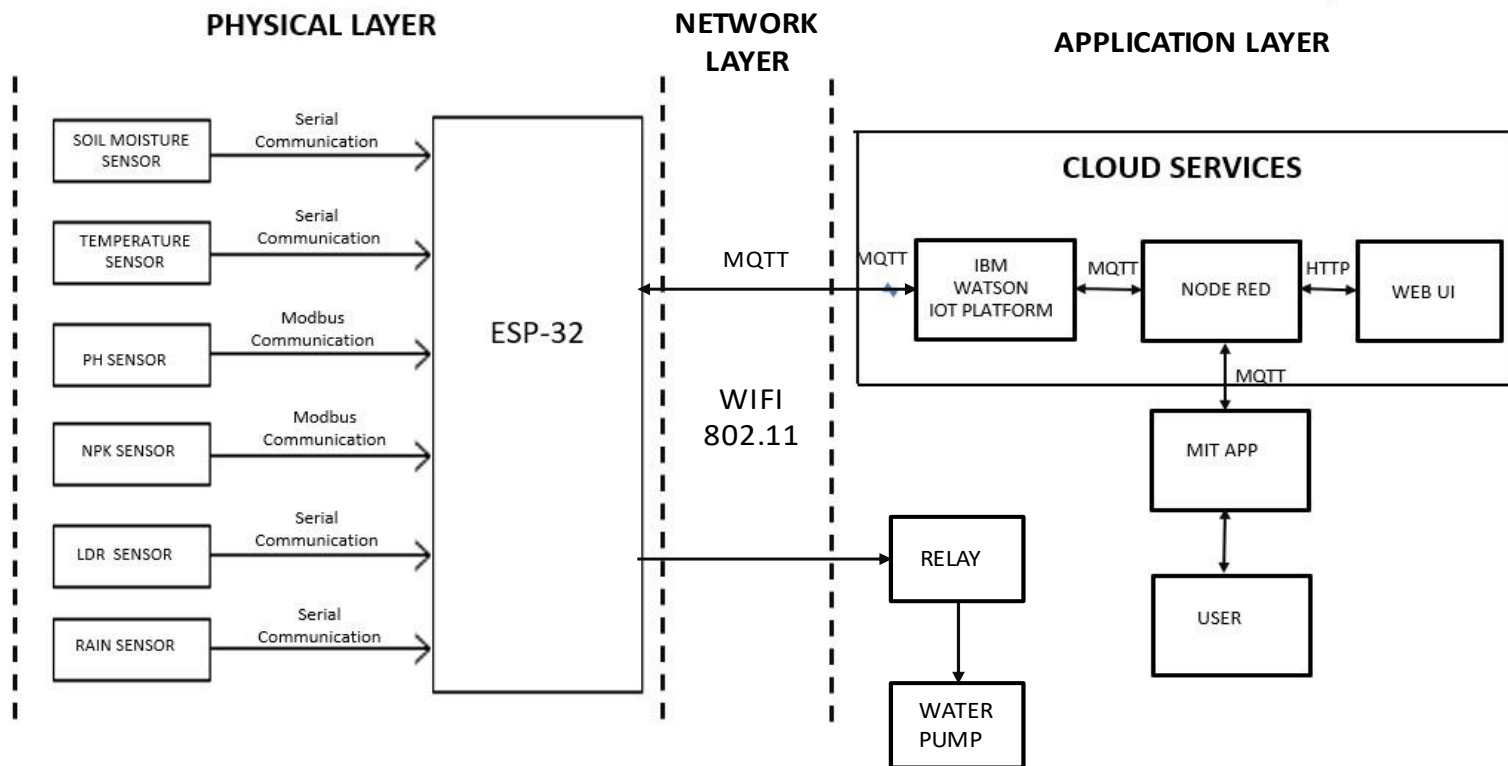 PHYSICAL LAYER
NETWORK
LAYER
APPLICATION LAYER
SOIL MOISTURE
SENSOR
Serial
Communication
TEMPERATURE
SENSOR
Serial
Communication
PH SENSOR
Modbus
Communication
NPK SENSOR
Modbus
Communication
LDR SENSOR
Serial
Communication
RAIN SENSOR
Serial
Communication
ESP-32
MQTT
WIFI
802.11
CLOUD SERVICES
MQTT
IBM
WATSON
IOT PLATFORM
MQTT
NODE RED
HTTP
WEB UI
MQTT
MIT APP
USER
RELAY
WATER
PUMP